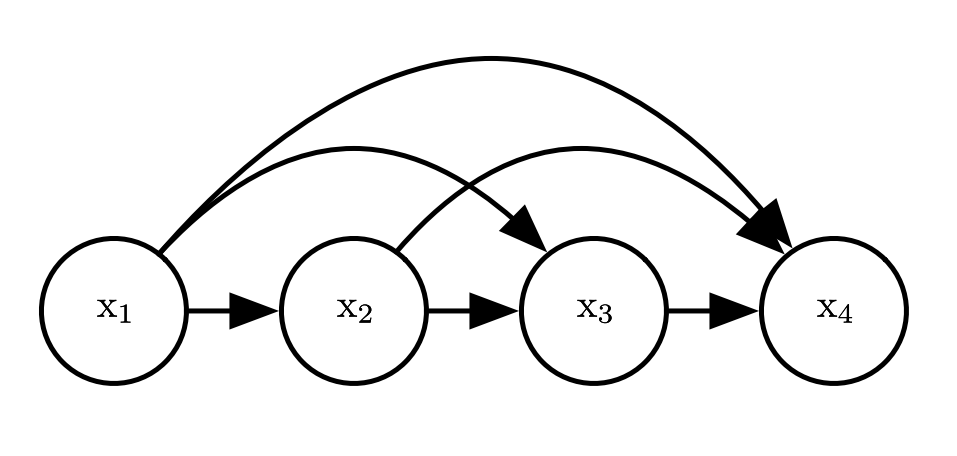 x₁ x₂ x₃ x₄